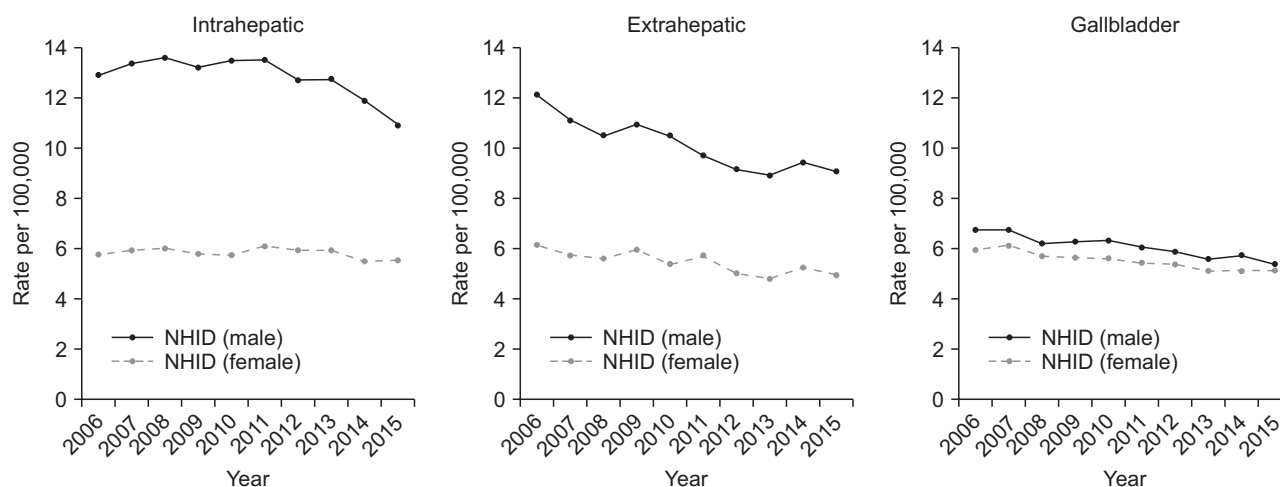 Intrahepatic
14
12
10
8
6
4
2
0
Rate per 100,000
NHID (male)
NHID (female)
2006 2007 2008 2009 2010 2011 2012 2013 2014 2015
Year
Extrahepatic
14
12
10
8
6
4
2
0
Rate per 100,000
NHID (male)
NHID (female)
2006 2007 2008 2009 2010 2011 2012 2013 2014 2015
Year
Gallbladder
14
12
10
8
6
4
2
0
Rate per 100,000
NHID (male)
NHID (female)
2006 2007 2008 2009 2010 2011 2012 2013 2014 2015
Year